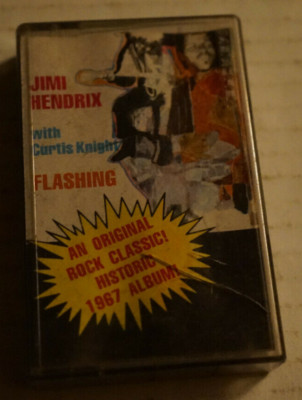 JIMI
HENDRIX
with
Curtis Knight
FLASHING
AN ORIGINAL
ROCK CLASSIC!
HISTORIC
1967 ALBUM!